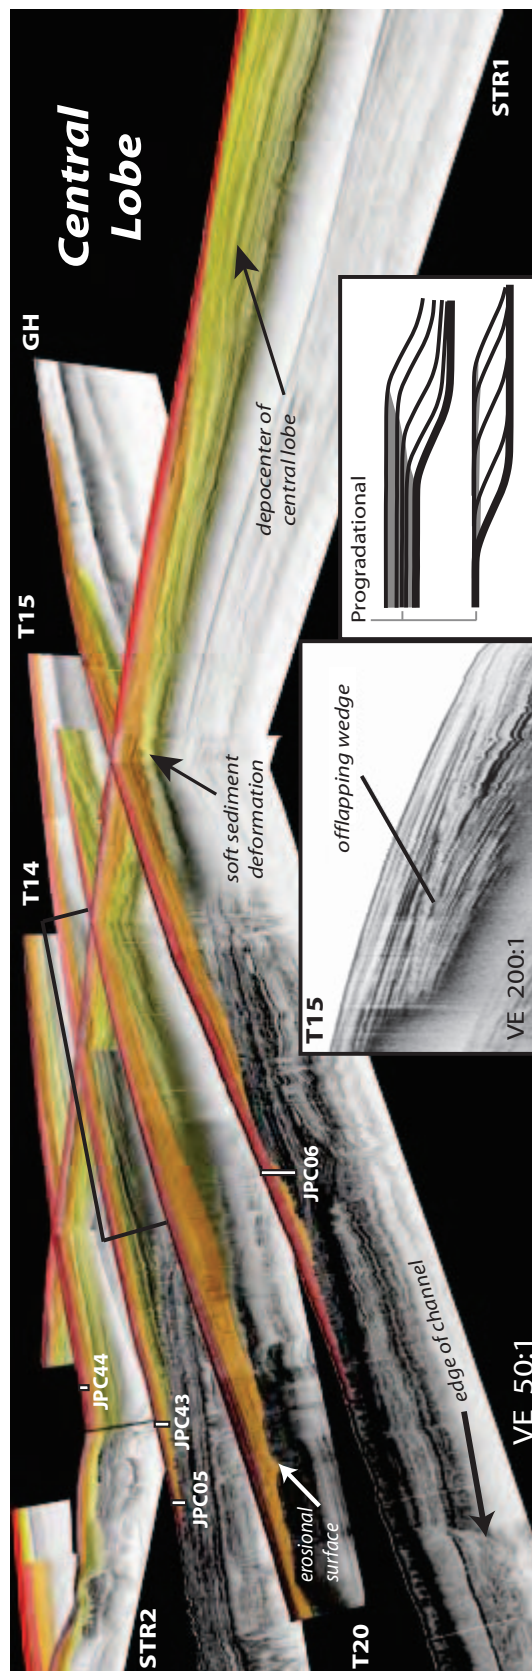 Central
Lobe
GH
T15
T14
STR1
depocenter of
central lobe
soft sediment
deformation
Progradational
T15
offlapping wedge
VE 200:1
JPC44
JPC43
JPC05
JPC06
STR2
erosional
surface
T20
edge of channel
VE 50:1